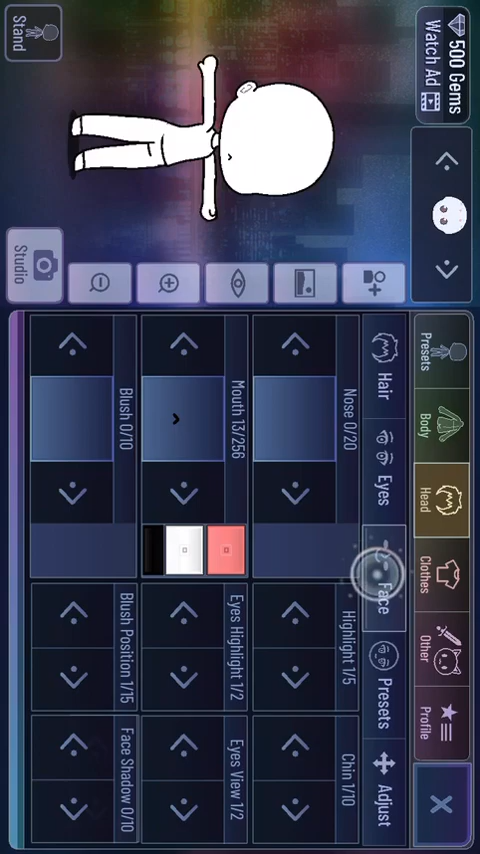 500 Gems
Watch Ad
Stand
Studio
Presets
Body
Head
Clothes
Other
Profile
Hair
Eyes
Face
Presets
Adjust
Nose 0/20
Highlight 1/5
Chin 1/10
Mouth 13/256
Eyes Highlight 1/2
Eyes View 1/2
Blush 0/10
Blush Position 1/15
Face Shadow 0/10